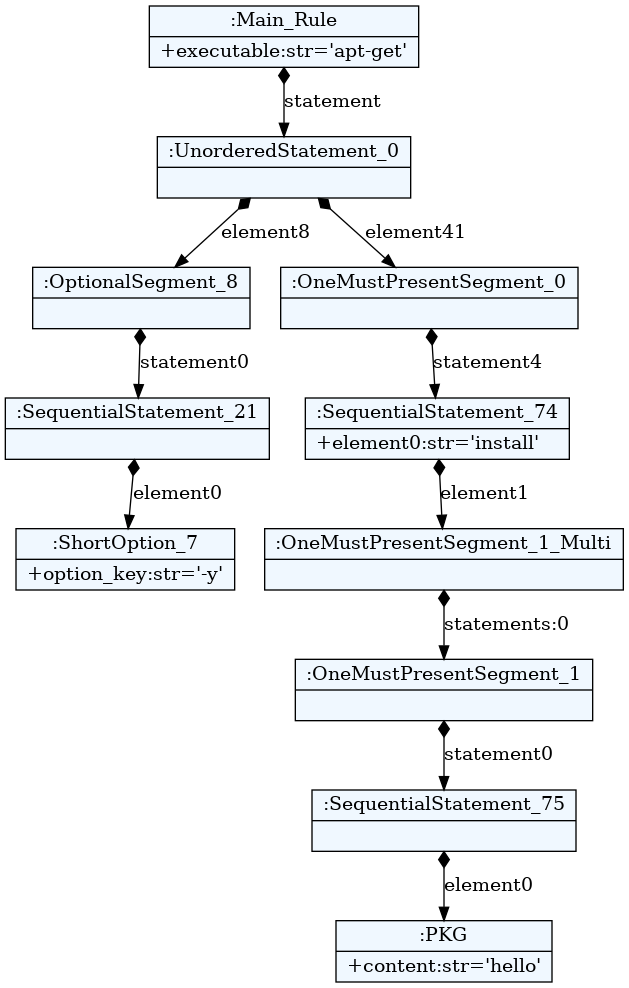 :Main_Rule
+executable:str='apt-get'
statement
:UnorderedStatement_0
element8
element41
:OptionalSegment_8
:OneMustPresentSegment_0
statement0
statement4
:SequentialStatement_21
:SequentialStatement_74
+element0:str='install'
element0
element1
:ShortOption_7
+option_key:str='-y'
:OneMustPresentSegment_1_Multi
statements:0
:OneMustPresentSegment_1
statement0
:SequentialStatement_75
element0
:PKG
+content:str='hello'